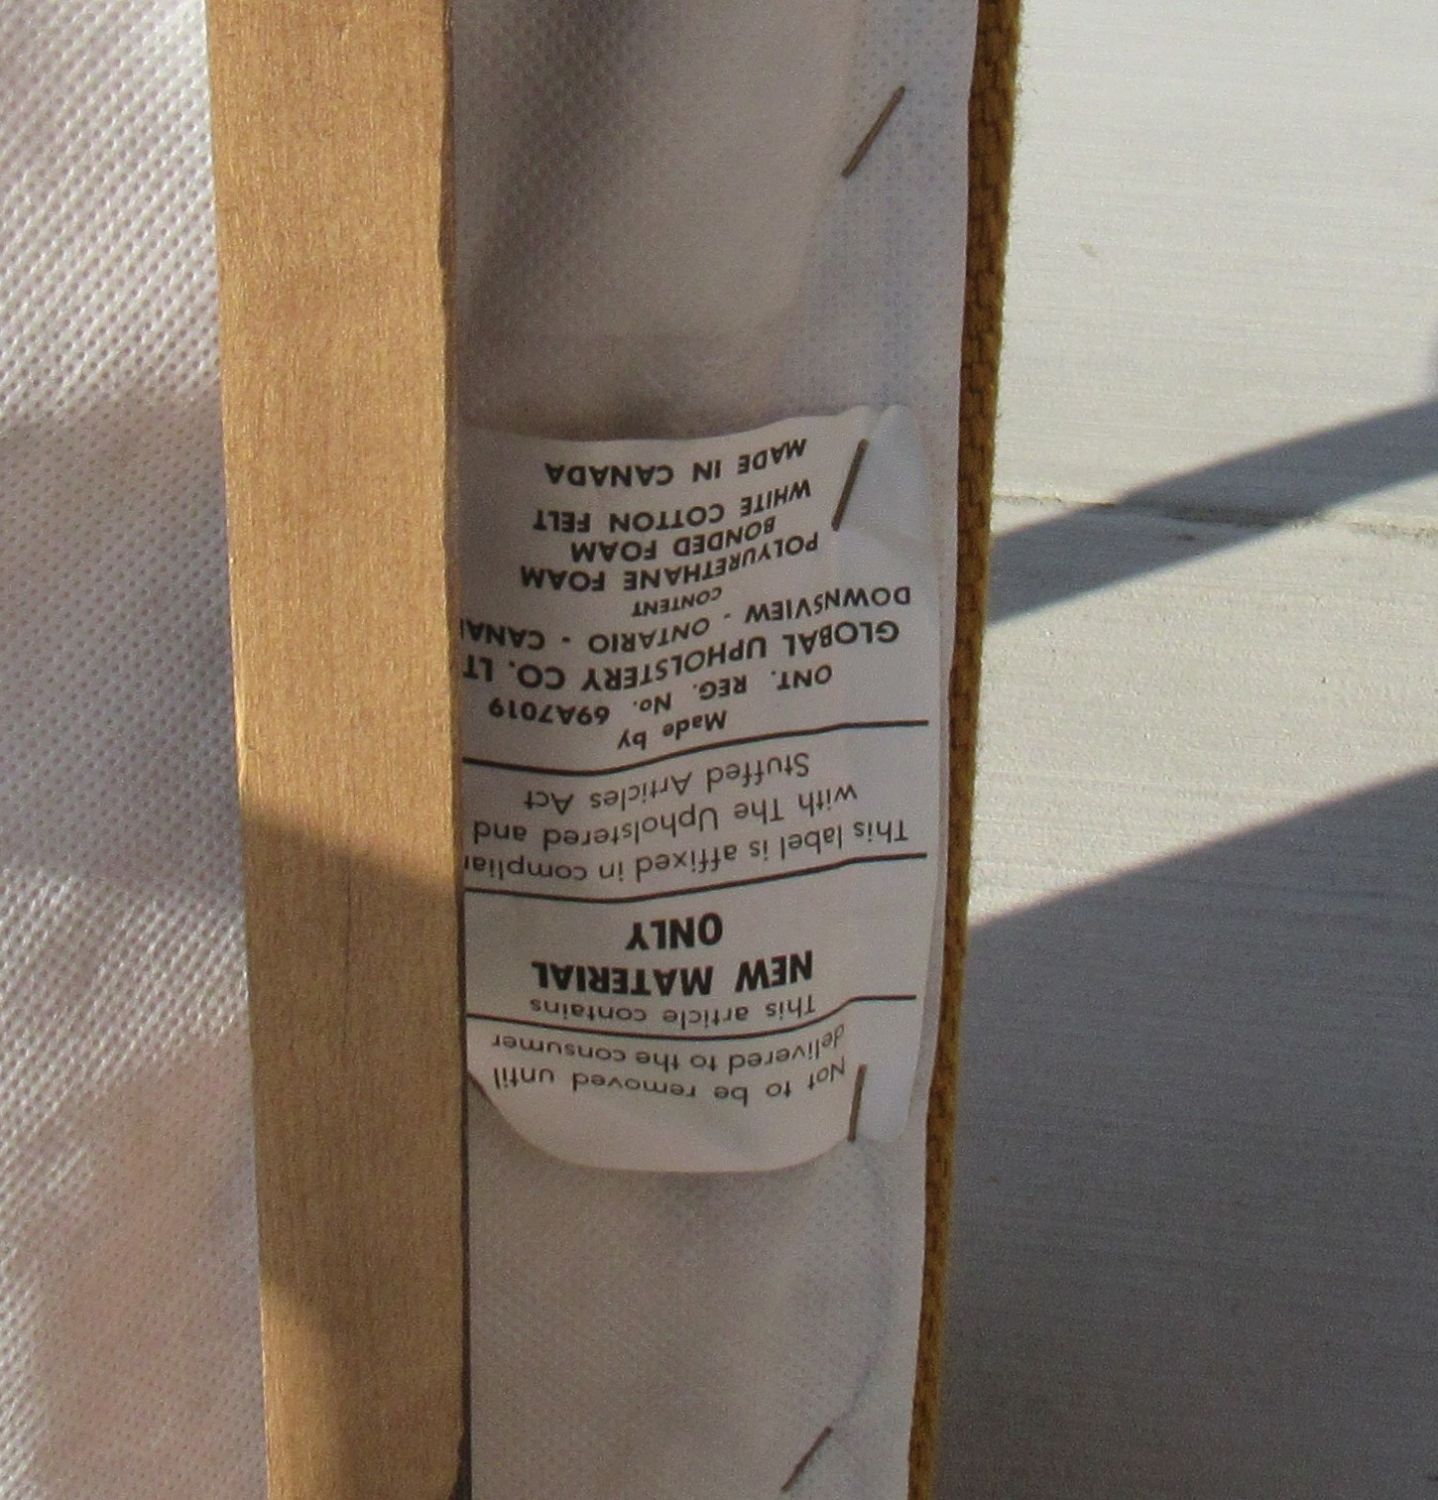 Not to be removed until
delivered to the consumer
This article contains
NEW MATERIAL
ONLY
This label is affixed in complian
with The Upholstered and
Stuffed Articles Act
Made by
ONT. REG. No. 69A7019
GLOBAL UPHOLSTERY CO. LT
DOWNSVIEW - ONTARIO - CANA
CONTENT
POLYURETHANE FOAM
BONDED FOAM
WHITE COTTON FELT
MADE IN CANADA